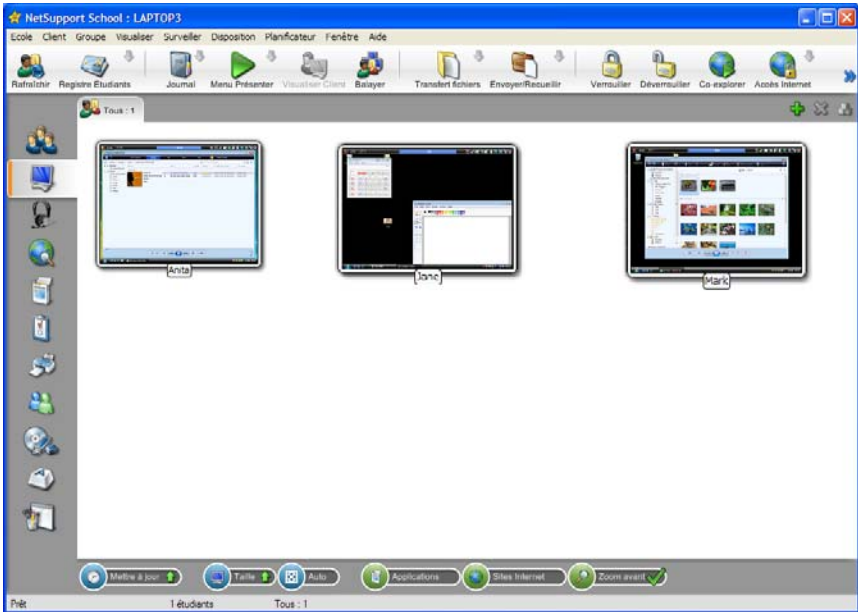 NetSupport School : LAPTOP3
Ecole Client Groupe Visualiser Surveiller Disposition Planificateur Fenêtre Aide
Rafraîchir Registre Étudiants Journal Menu Présenter Visualiser Client Balayer Transfert fichiers Envoyer/Recueillir Verrouiller Déverrouiller Co-explorer Accès Internet
Tous : 1
Anita
Jane
Mark
Mettre à jour Taille Auto Applications Sites Internet Zoom avant
Prêt 1 étudiants Tous : 1